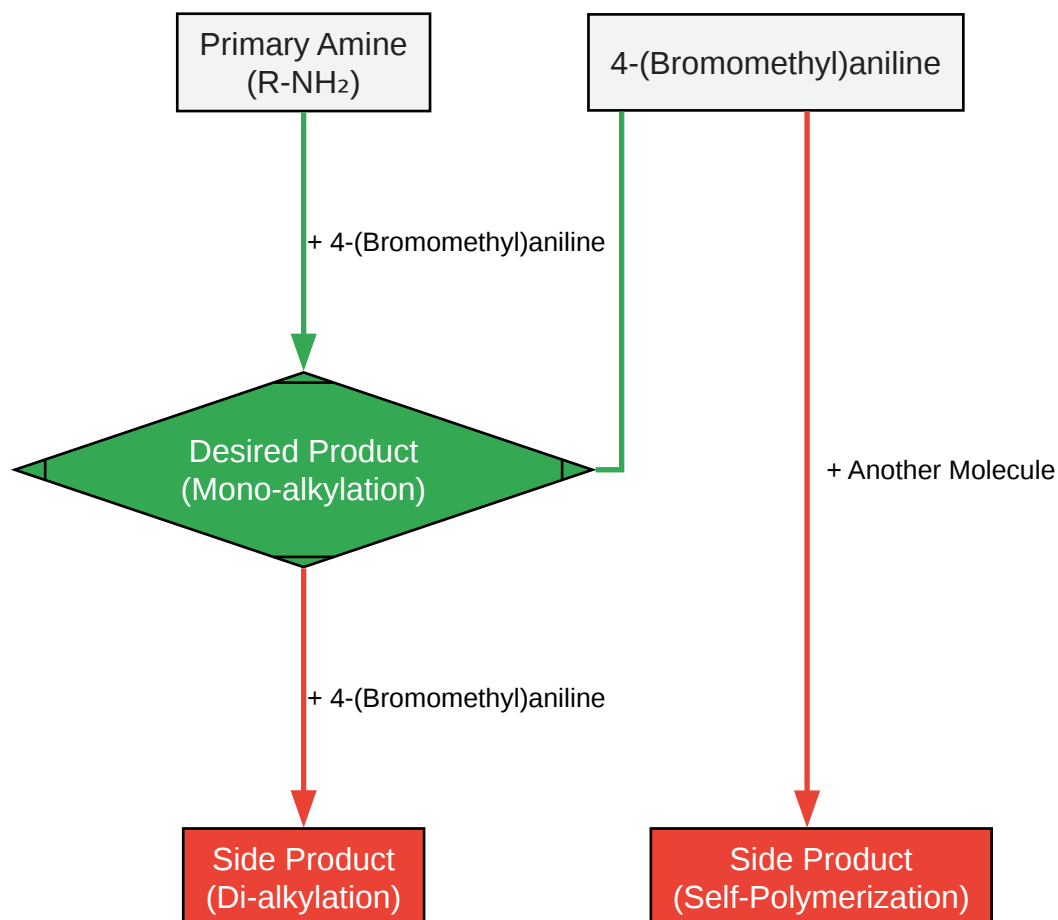 Primary Amine
(R-NH₂)
4-(Bromomethyl)aniline
+ 4-(Bromomethyl)aniline
Desired Product
(Mono-alkylation)
+ Another Molecule
+ 4-(Bromomethyl)aniline
Side Product
(Di-alkylation)
Side Product
(Self-Polymerization)